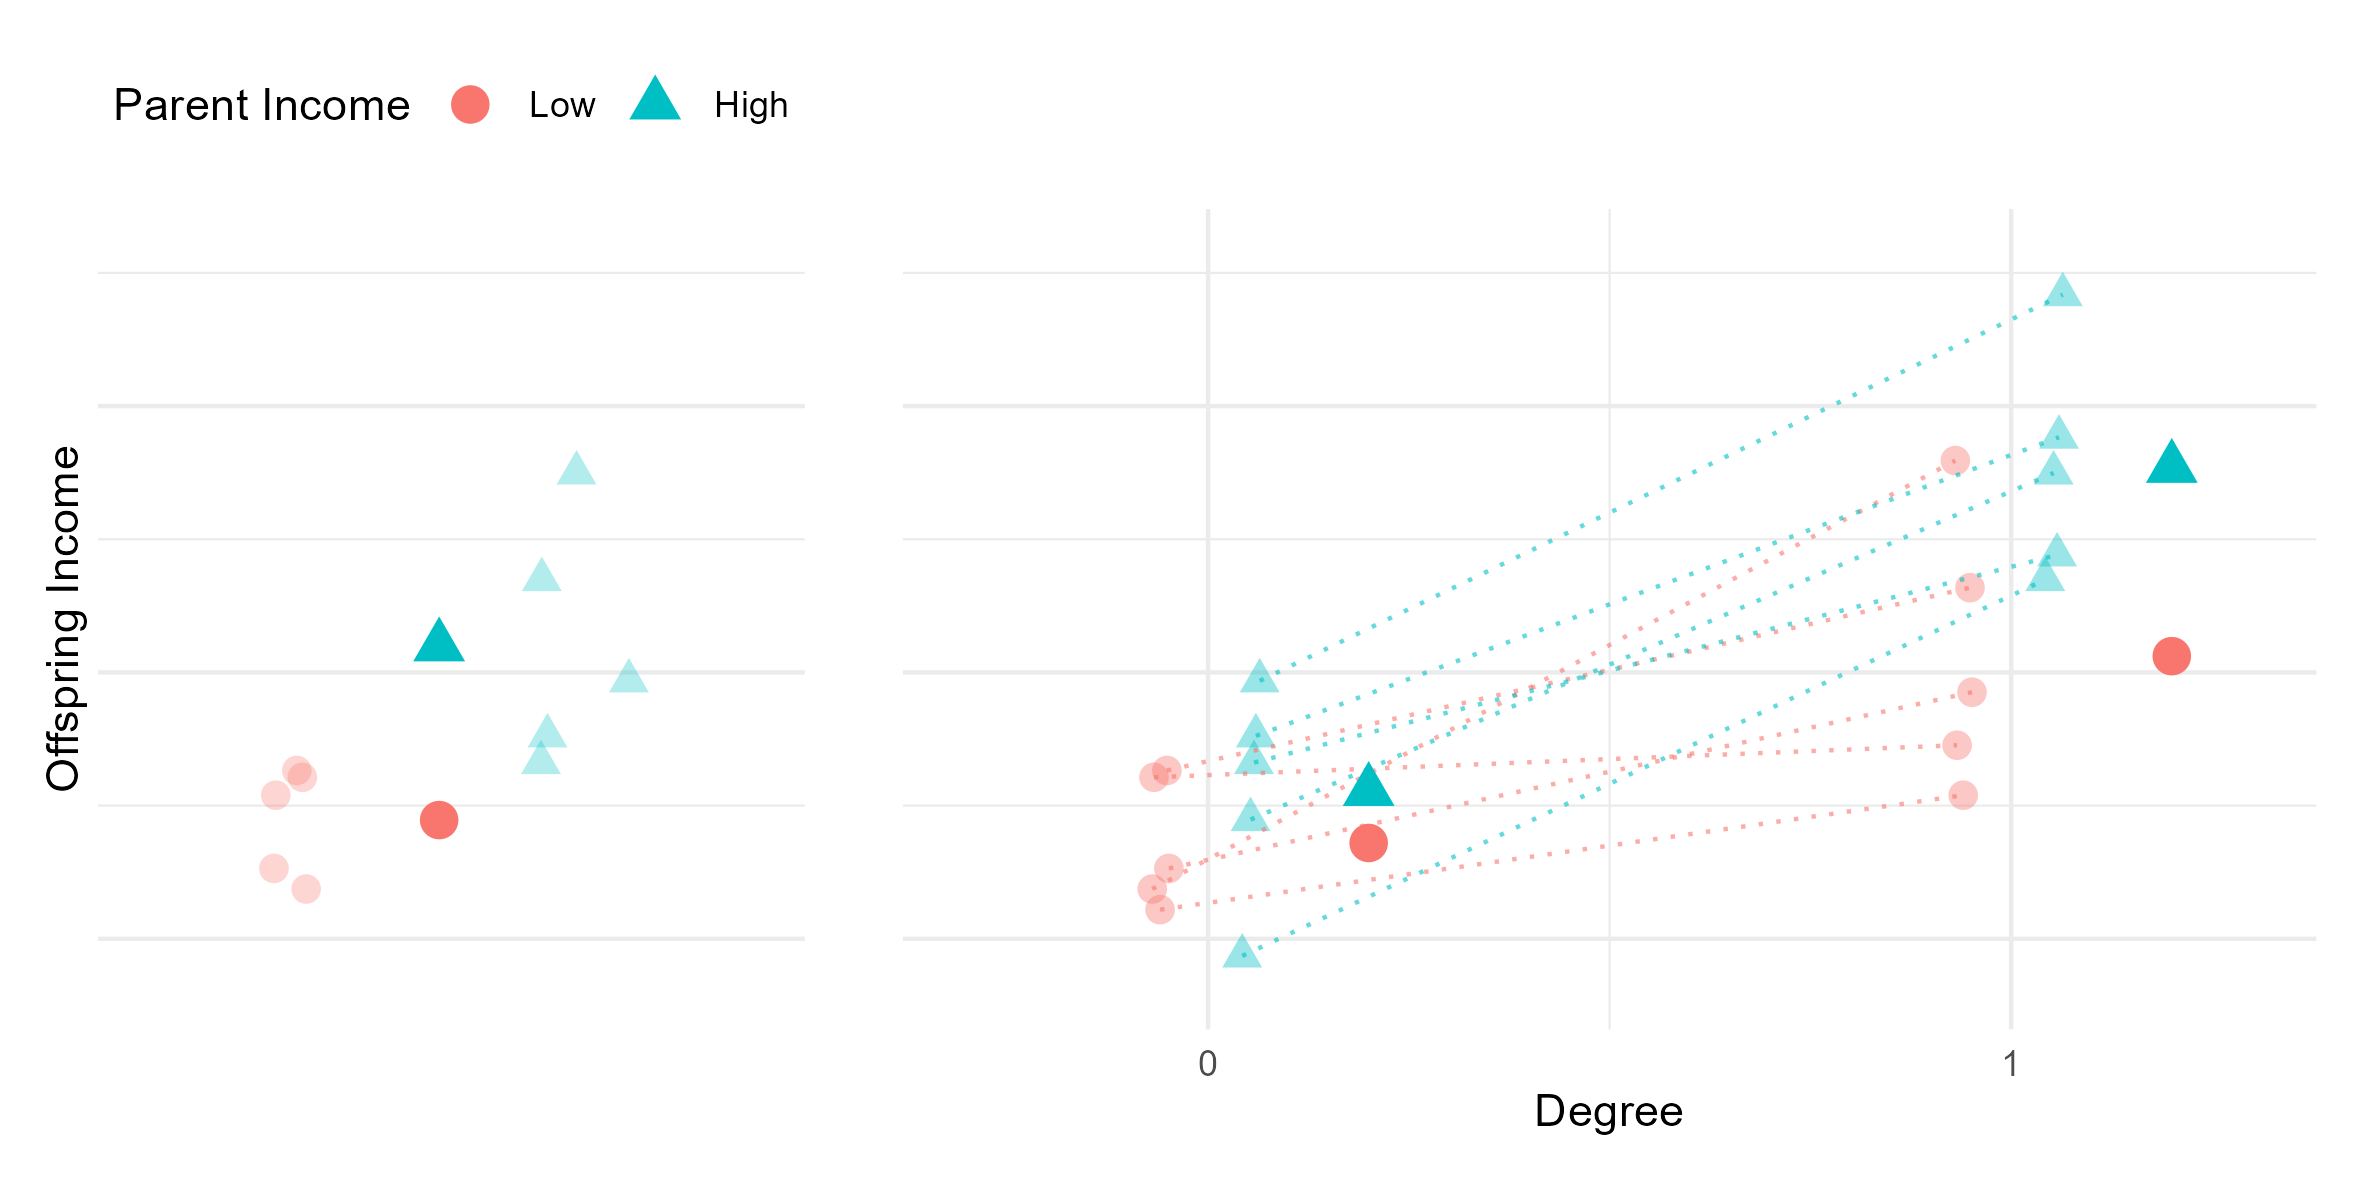 Parent Income Low High
Offspring Income
0 1
Degree